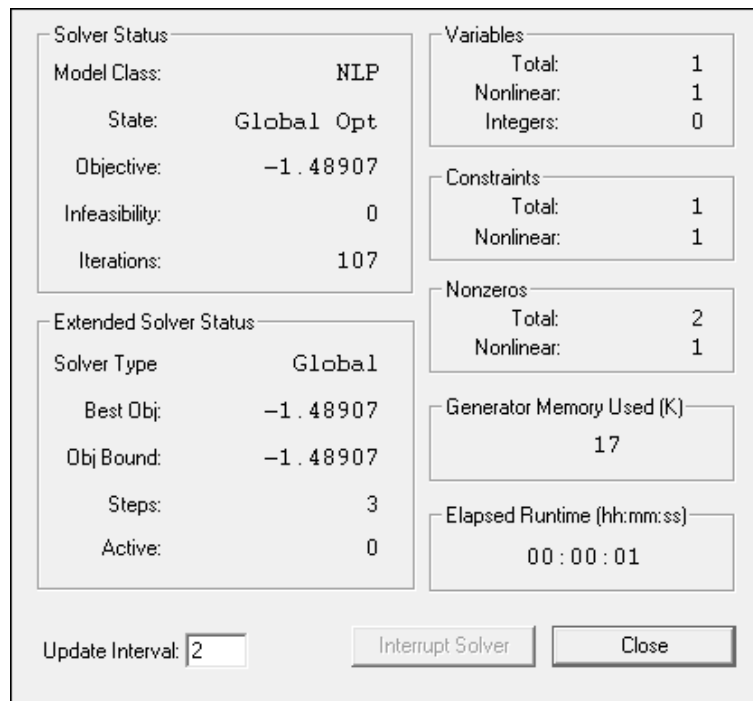 Solver Status
Model Class: NLP
State: Global Opt
Objective: -1.48907
Infeasibility: 0
Iterations: 107
Extended Solver Status
Solver Type Global
Best Obj: -1.48907
Obj Bound: -1.48907
Steps: 3
Active: 0
Variables
Total: 1
Nonlinear: 1
Integers: 0
Constraints
Total: 1
Nonlinear: 1
Nonzeros
Total: 2
Nonlinear: 1
Generator Memory Used (K)
17
Elapsed Runtime (hh:mm:ss)
00:00:01
Update Interval: 2
Interrupt Solver
Close